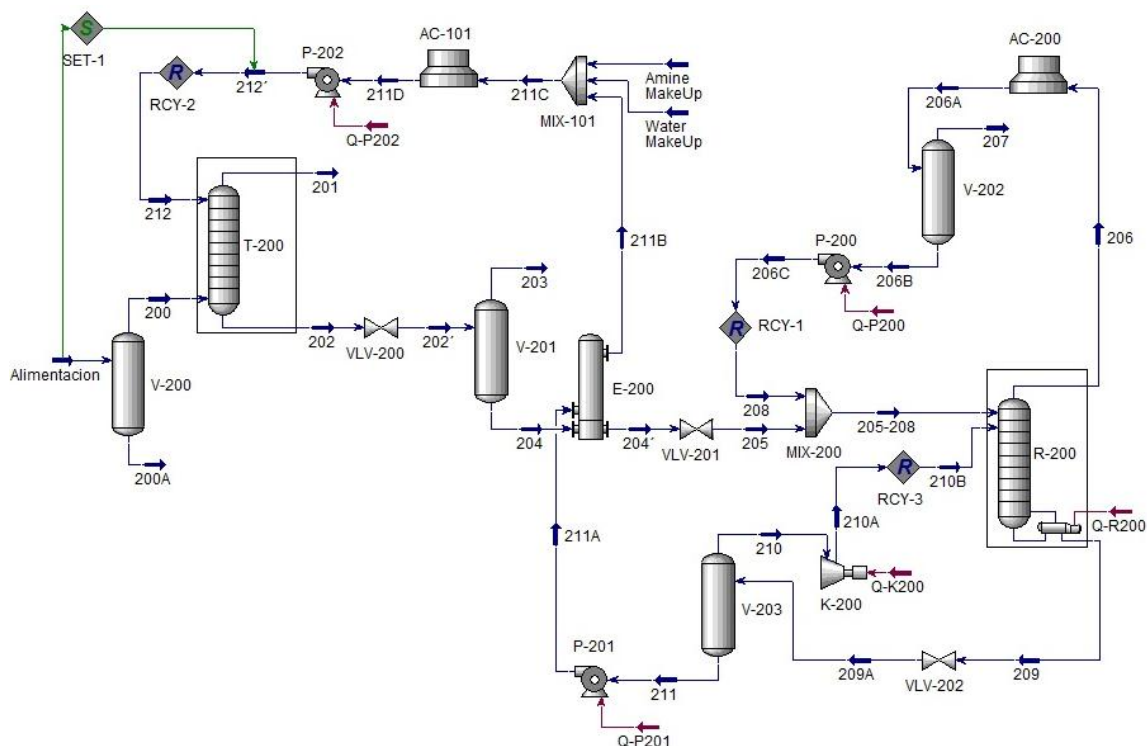 S
SET-1
R
RCY-2
212´
P-202
Q-P202
211D
AC-101
211C
MIX-101
Amine
MakeUp
Water
MakeUp
AC-200
206A
207
V-202
206
212
201
T-200
200
Alimentacion
V-200
200A
202
VLV-200
202´
203
V-201
204
E-200
211B
204´
VLV-201
205
P-200
206C
206B
Q-P200
R
RCY-1
208
MIX-200
205-208
R
RCY-3
210B
210A
R-200
Q-R200
210
K-200
Q-K200
V-203
211A
P-201
Q-P201
211
209A
VLV-202
209